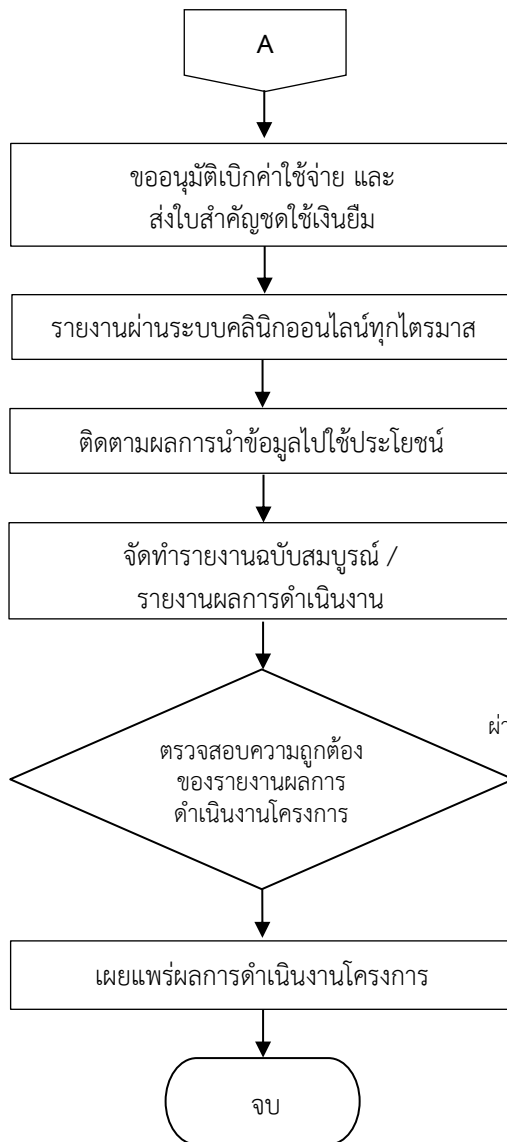 A
ขออนุมัติเบิกค่าใช้จ่าย และ
ส่งใบสำคัญชดใช้เงินยืม
รายงานผ่านระบบคลินิกออนไลน์ทุกไตรมาส
ติดตามผลการนำข้อมูลไปใช้ประโยชน์
จัดทำรายงานฉบับสมบูรณ์ /
รายงานผลการดำเนินงาน
ตรวจสอบความถูกต้อง
ของรายงานผลการ
ดำเนินงานโครงการ
เผยแพร่ผลการดำเนินงานโครงการ
จบ